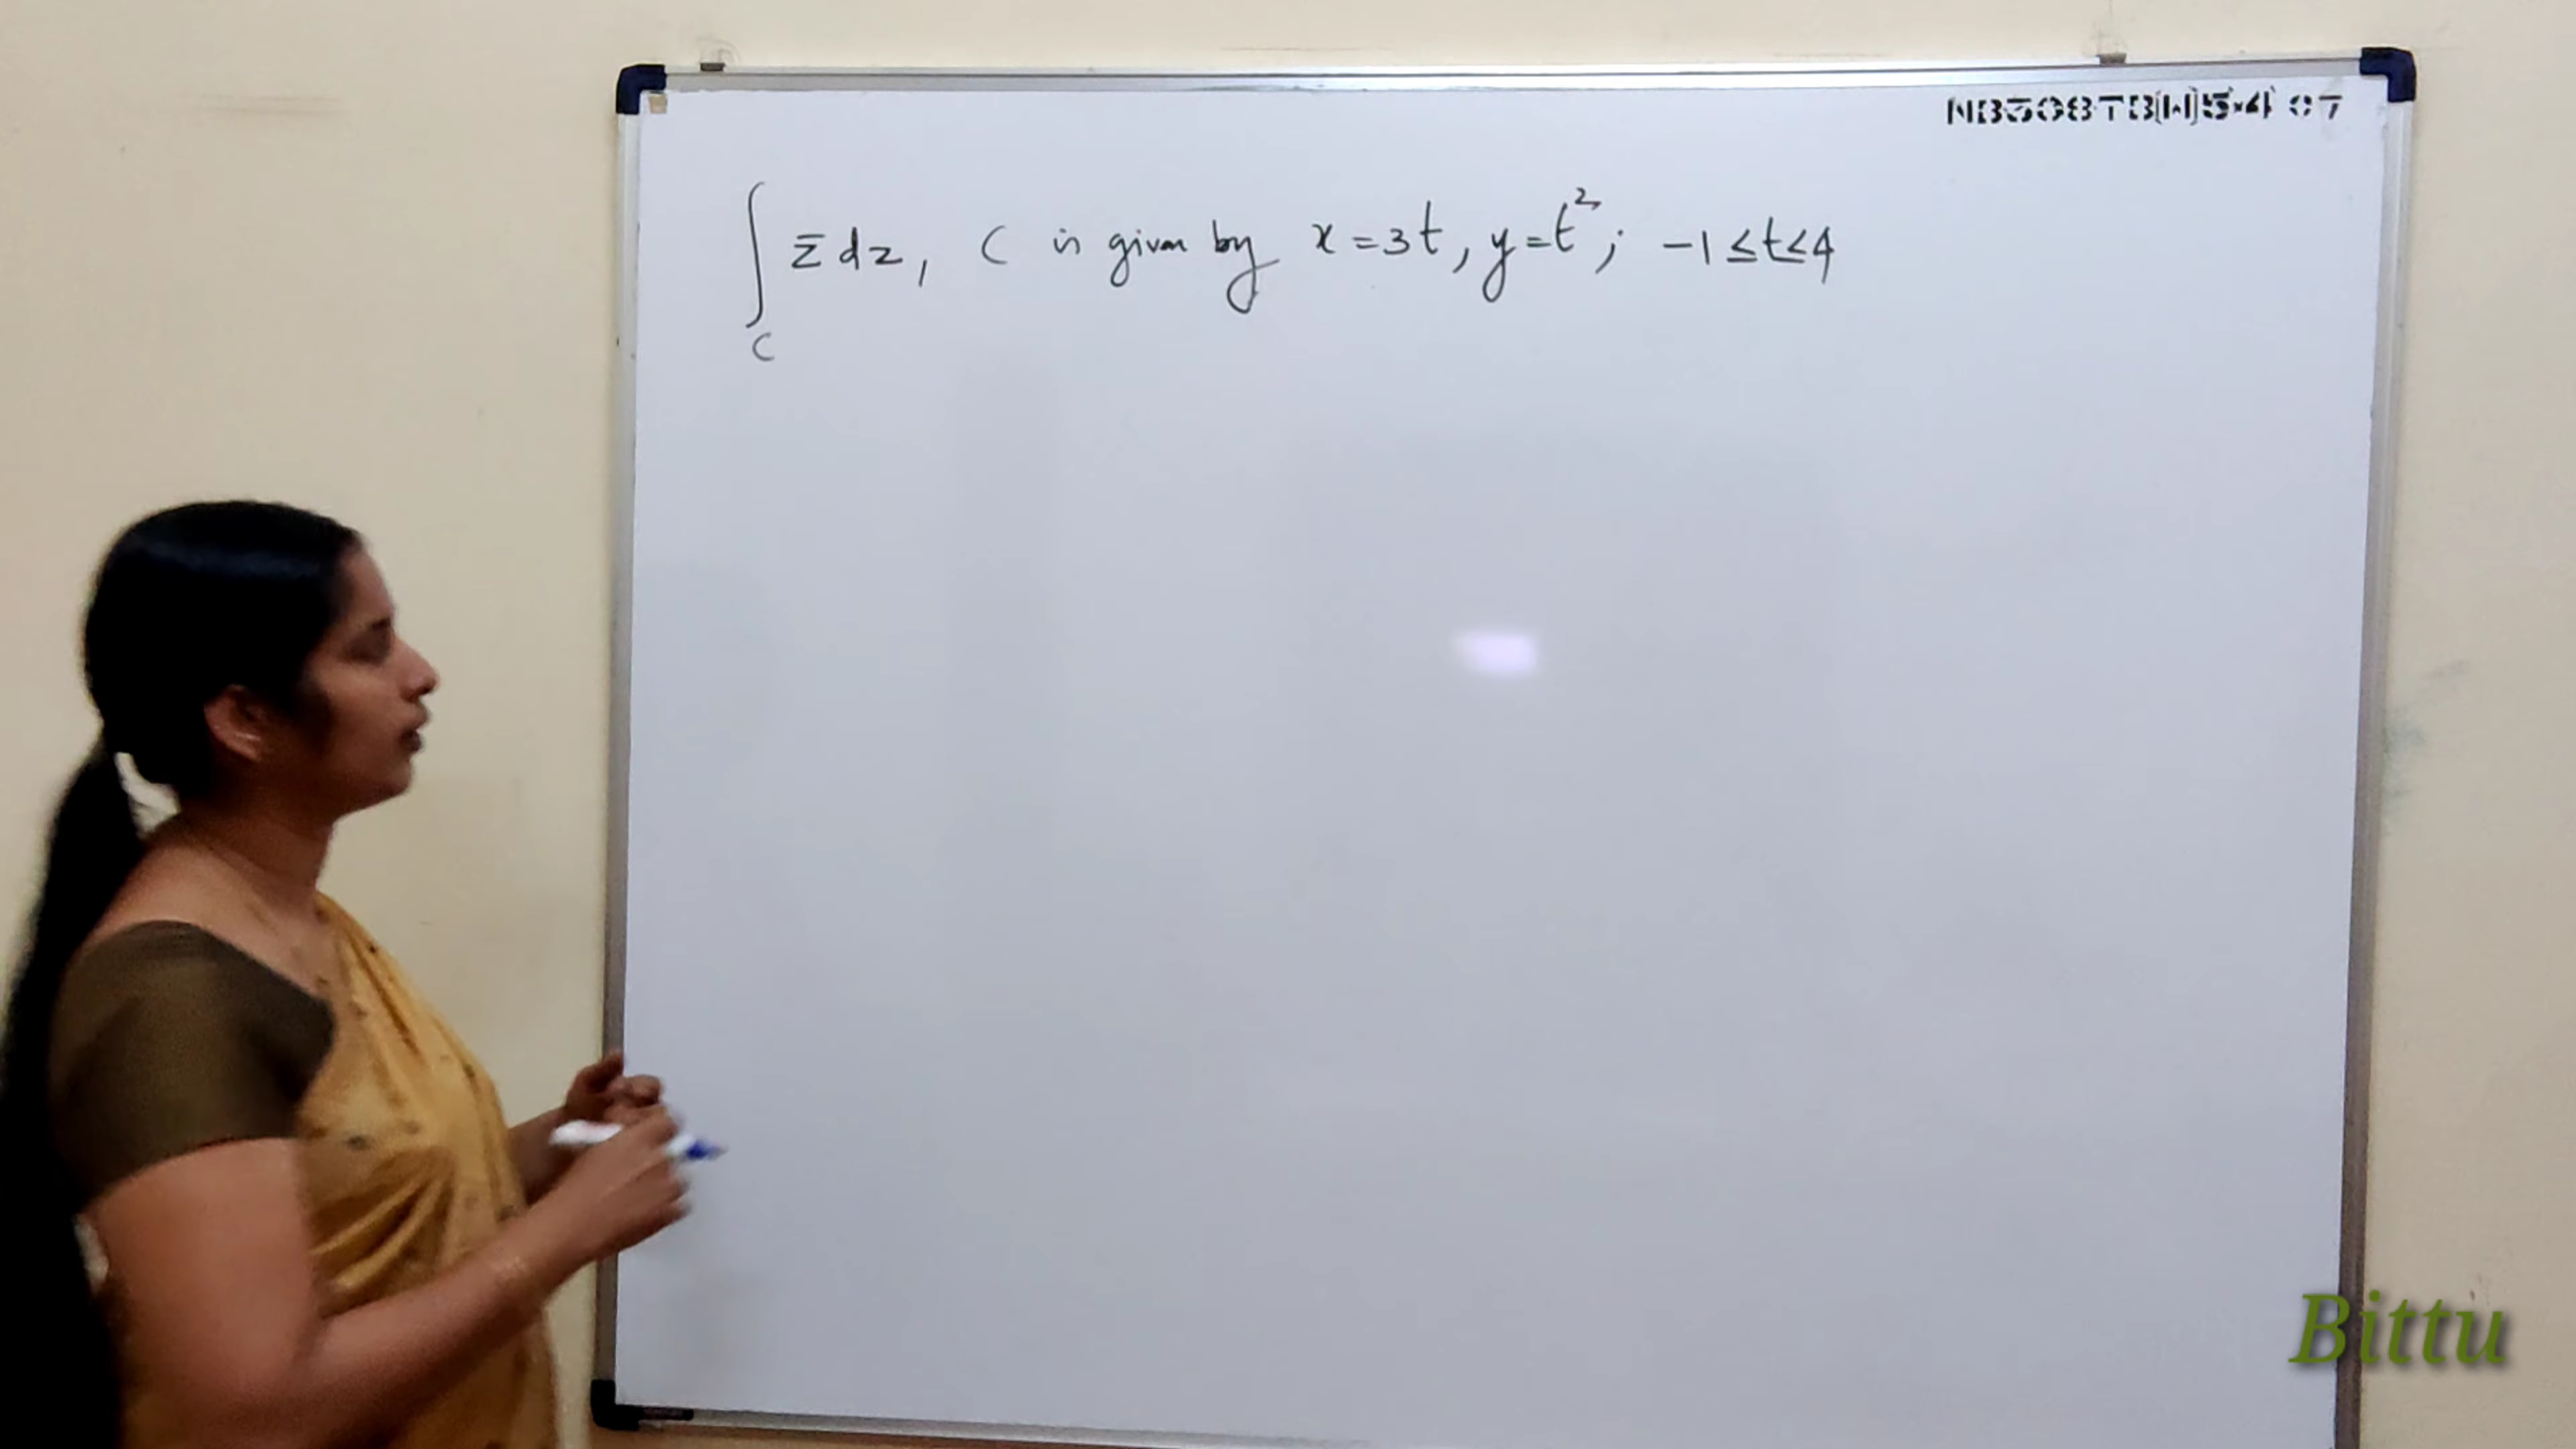 ∫_C z̄ dz, C is given by x = 3t, y = t²; -1 ≤ t ≤ 4
Bittu